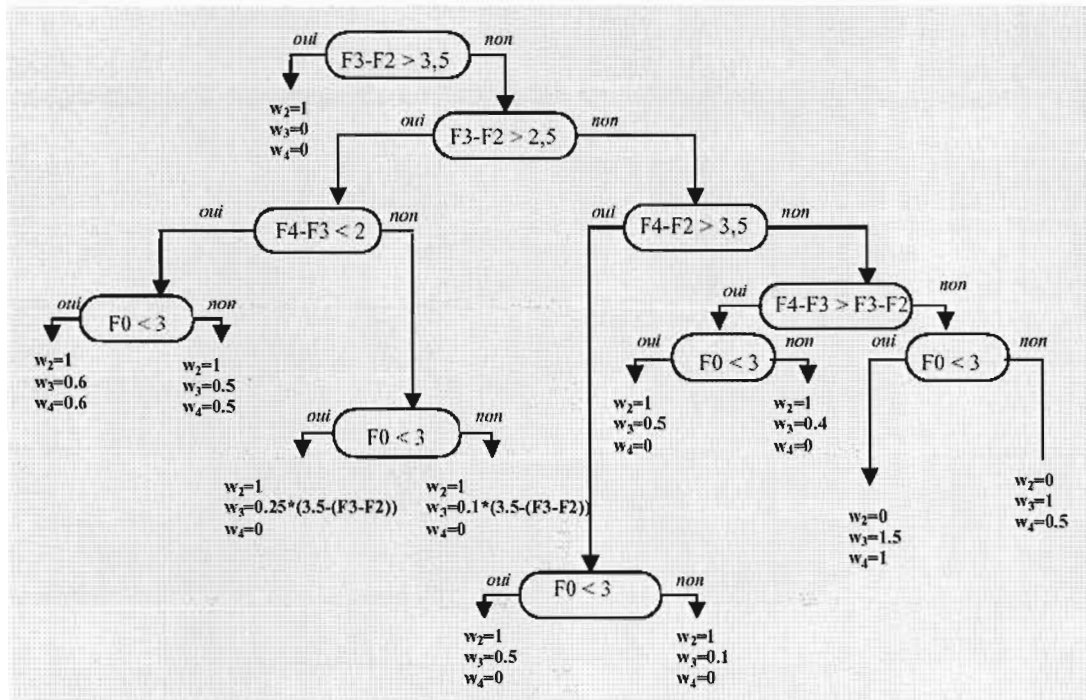 oui
non
F3-F2 > 3,5
w2=1
w3=0
w4=0
oui
non
F3-F2 > 2,5
oui
non
F4-F3 < 2
oui
non
F4-F2 > 3,5
oui
non
F4-F3 > F3-F2
oui
non
F0 < 3
w2=1
w3=0.6
w4=0.6
w2=1
w3=0.5
w4=0.5
oui
non
F0 < 3
w2=1
w3=0.5
w4=0
w2=1
w3=0.4
w4=0
oui
non
F0 < 3
w2=0
w3=1.5
w4=1
w2=0
w3=1
w4=0.5
oui
non
F0 < 3
w2=1
w3=0.25*(3.5-(F3-F2))
w4=0
w2=1
w3=0.1*(3.5-(F3-F2))
w4=0
oui
non
F0 < 3
w2=1
w3=0.5
w4=0
w2=1
w3=0.1
w4=0